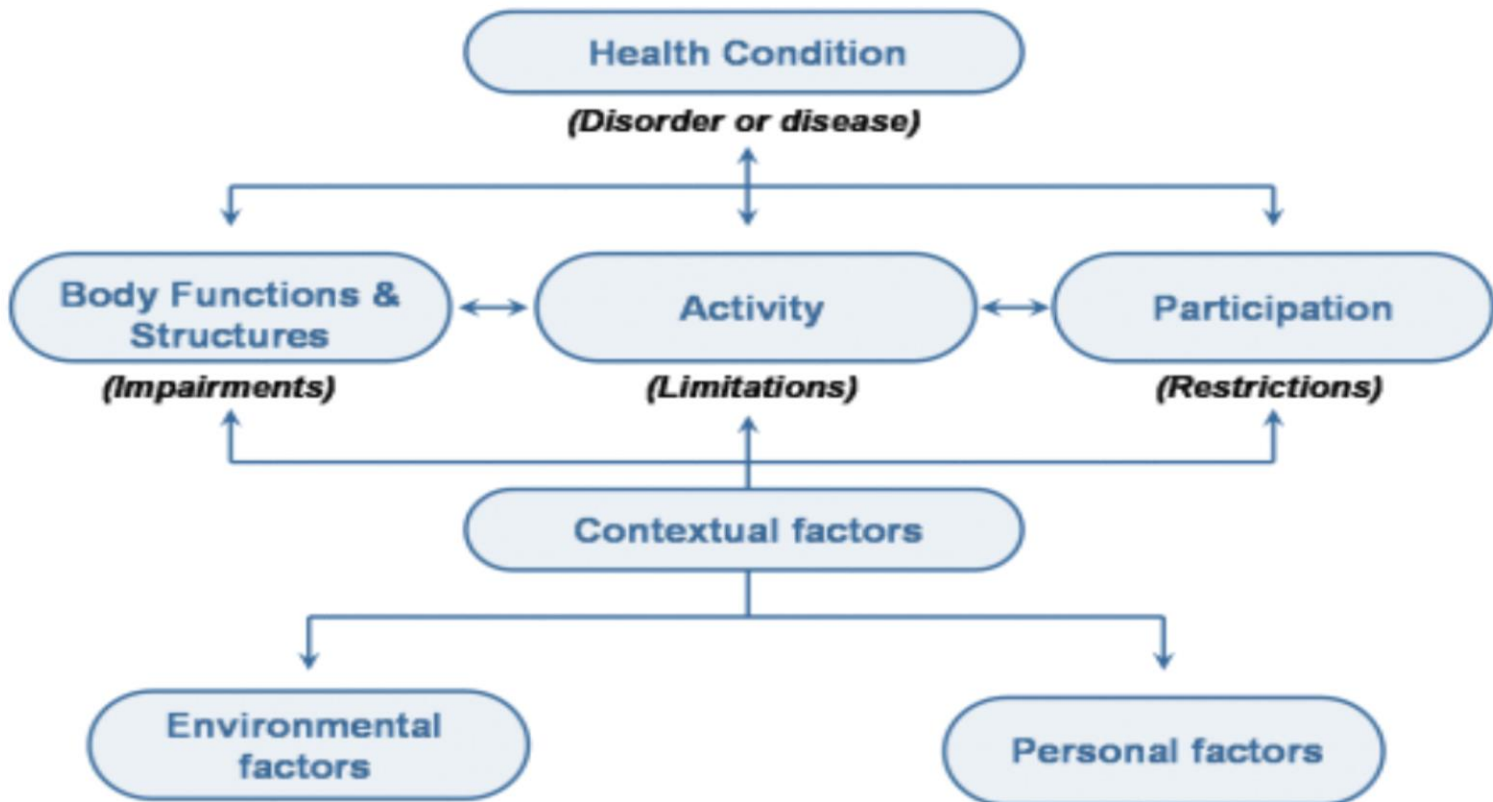 Health Condition
(Disorder or disease)
Body Functions &
Structures
Activity
Participation
(Impairments)
(Limitations)
(Restrictions)
Contextual factors
Environmental
factors
Personal factors